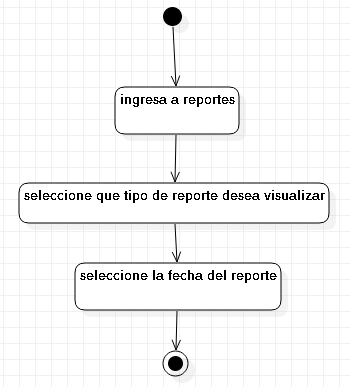 ingresa a reportes
seleccione que tipo de reporte desea visualizar
seleccione la fecha del reporte